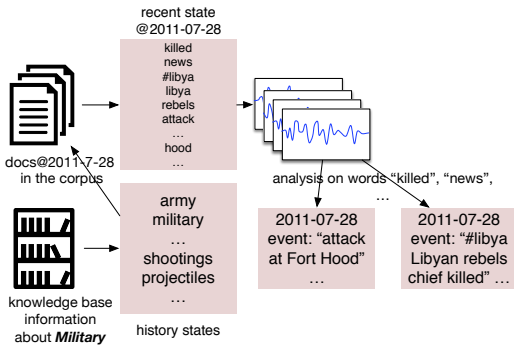 recent state
@2011-07-28
killed
news
#libya
libya
rebels
attack
…
hood
…
docs@2011-7-28
in the corpus
analysis on words “killed”, “news”,
…
army
military
…
shootings
projectiles
…
2011-07-28
event: “attack
at Fort Hood”
…
2011-07-28
event: “#libya
Libyan rebels
chief killed” …
knowledge base
information
about Military
history states